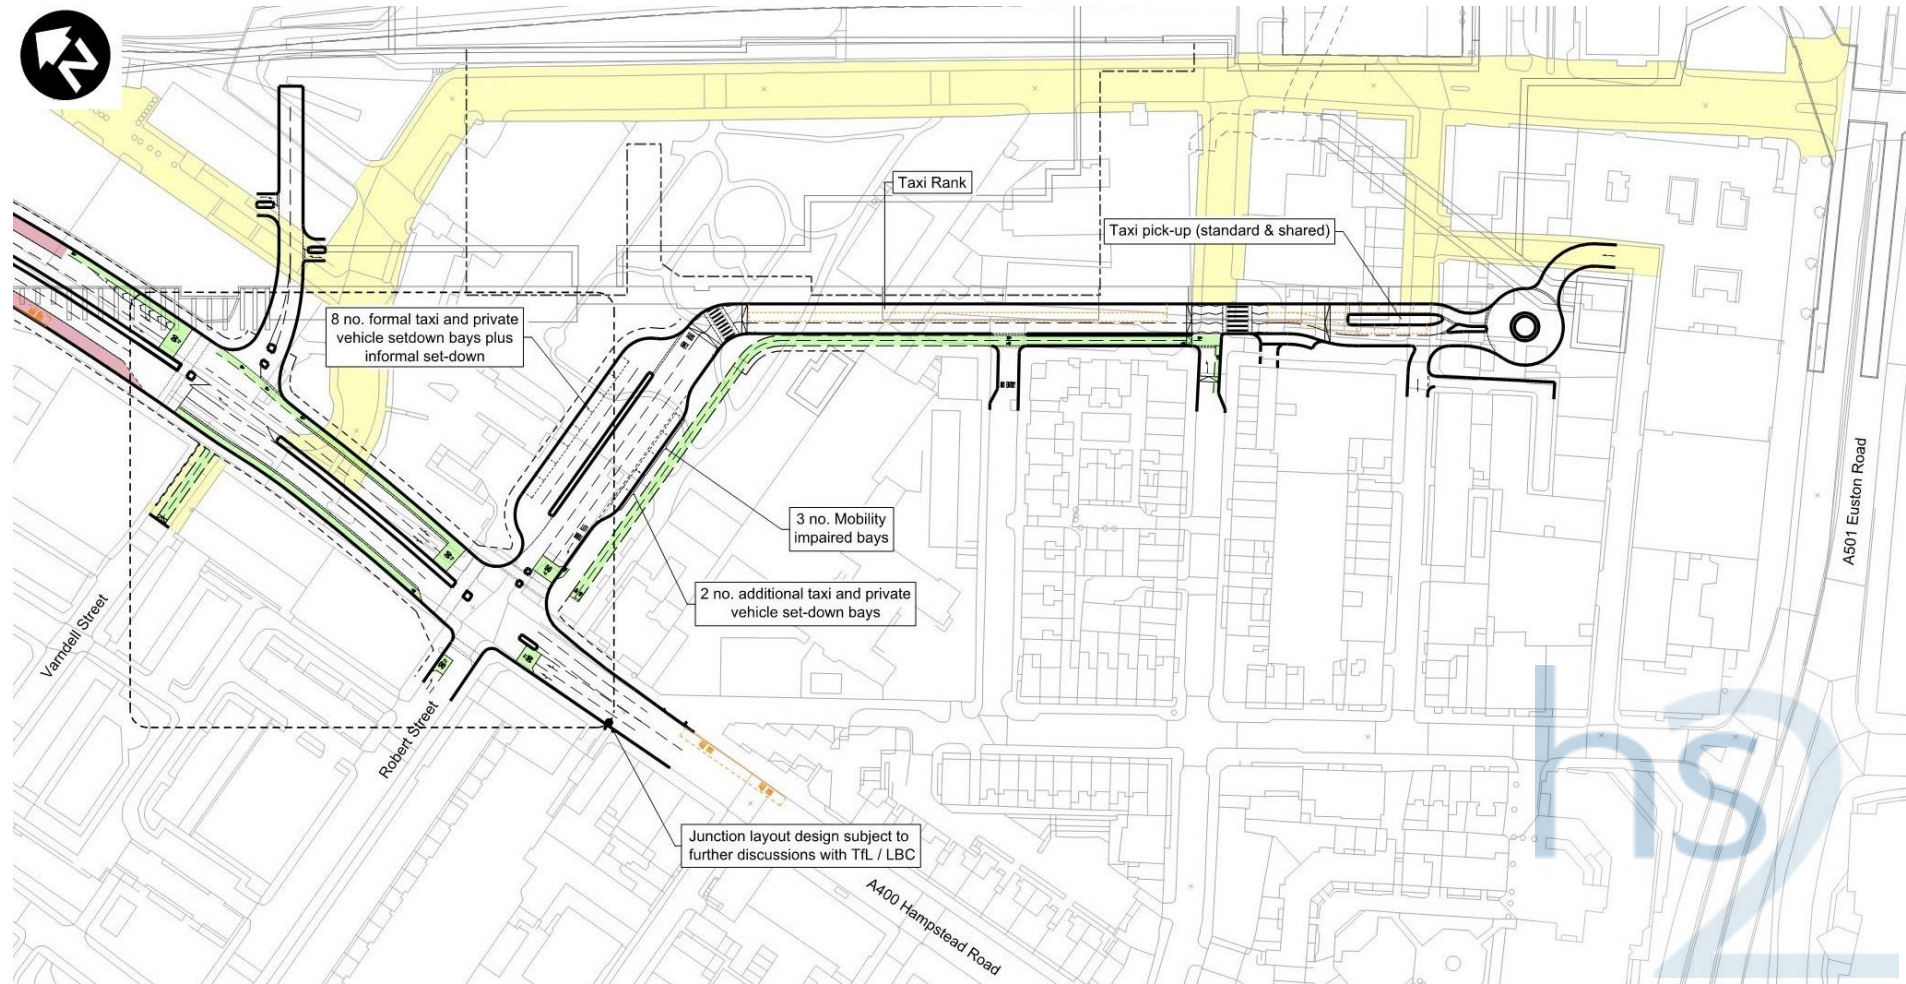 N
Taxi Rank
Taxi pick-up (standard & shared)
8 no. formal taxi and private
vehicle setdown bays plus
informal set-down
3 no. Mobility
impaired bays
2 no. additional taxi and private
vehicle set-down bays
A501 Euston Road
Varndell Street
Robert Street
Junction layout design subject to
further discussions with TfL / LBC
A400 Hampstead Road
hs2